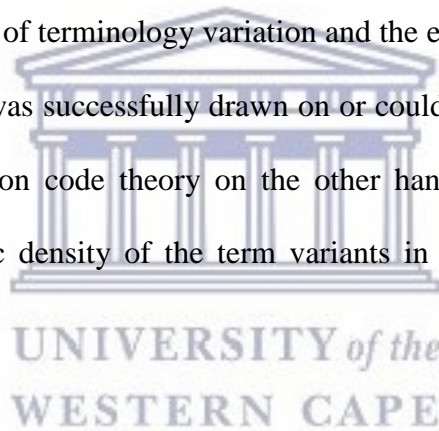 of terminology variation and the e
was successfully drawn on or could
on code theory on the other han
c density of the term variants in
UNIVERSITY of the
WESTERN CAPE